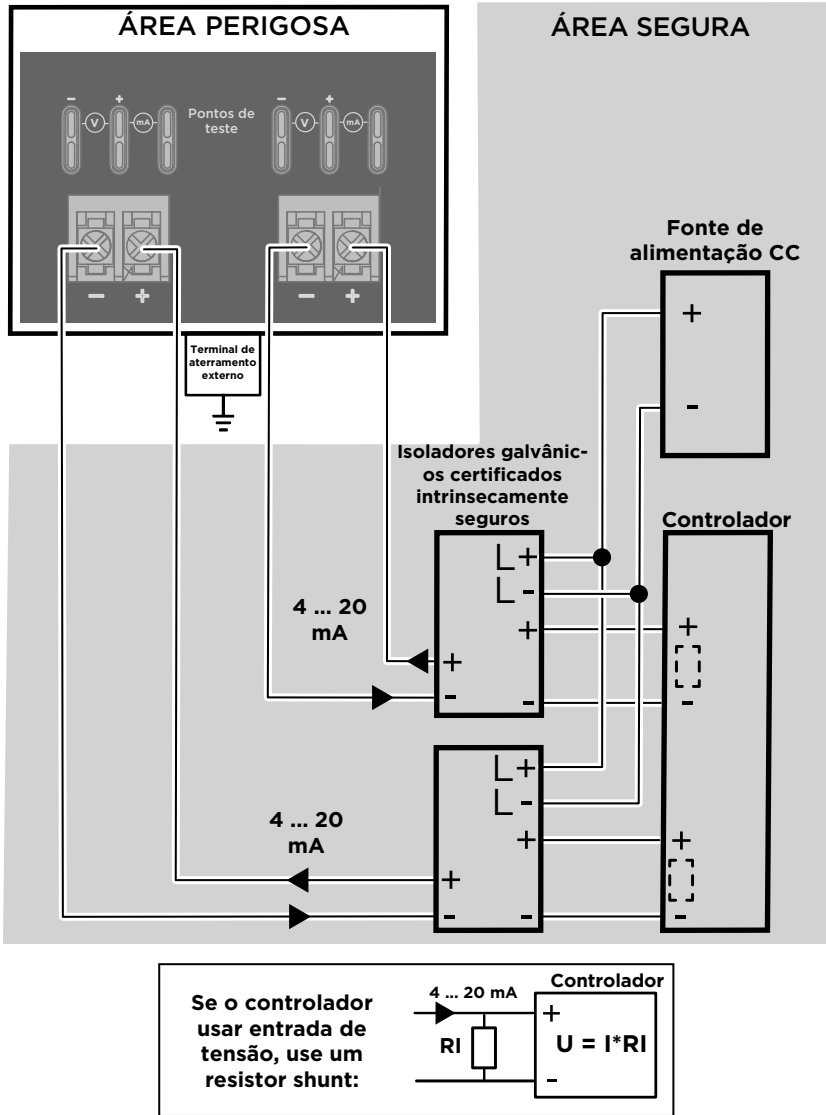 ÁREA PERIGOSA
ÁREA SEGURA
- +
V mA
Pontos de
teste
- +
V mA
- +
- +
Terminal de
aterramento
externo
Fonte de
alimentação CC
+
-
Isoladores galvânic-
os certificados
intrinsecamente
seguros
Controlador
L +
L -
+
+
-
-
4 ... 20
mA
+
-
L +
L -
+
+
-
-
4 ... 20
mA
+
-
Se o controlador
usar entrada de
tensão, use um
resistor shunt:
4 ... 20 mA
RI
Controlador
+
U = I*RI
-